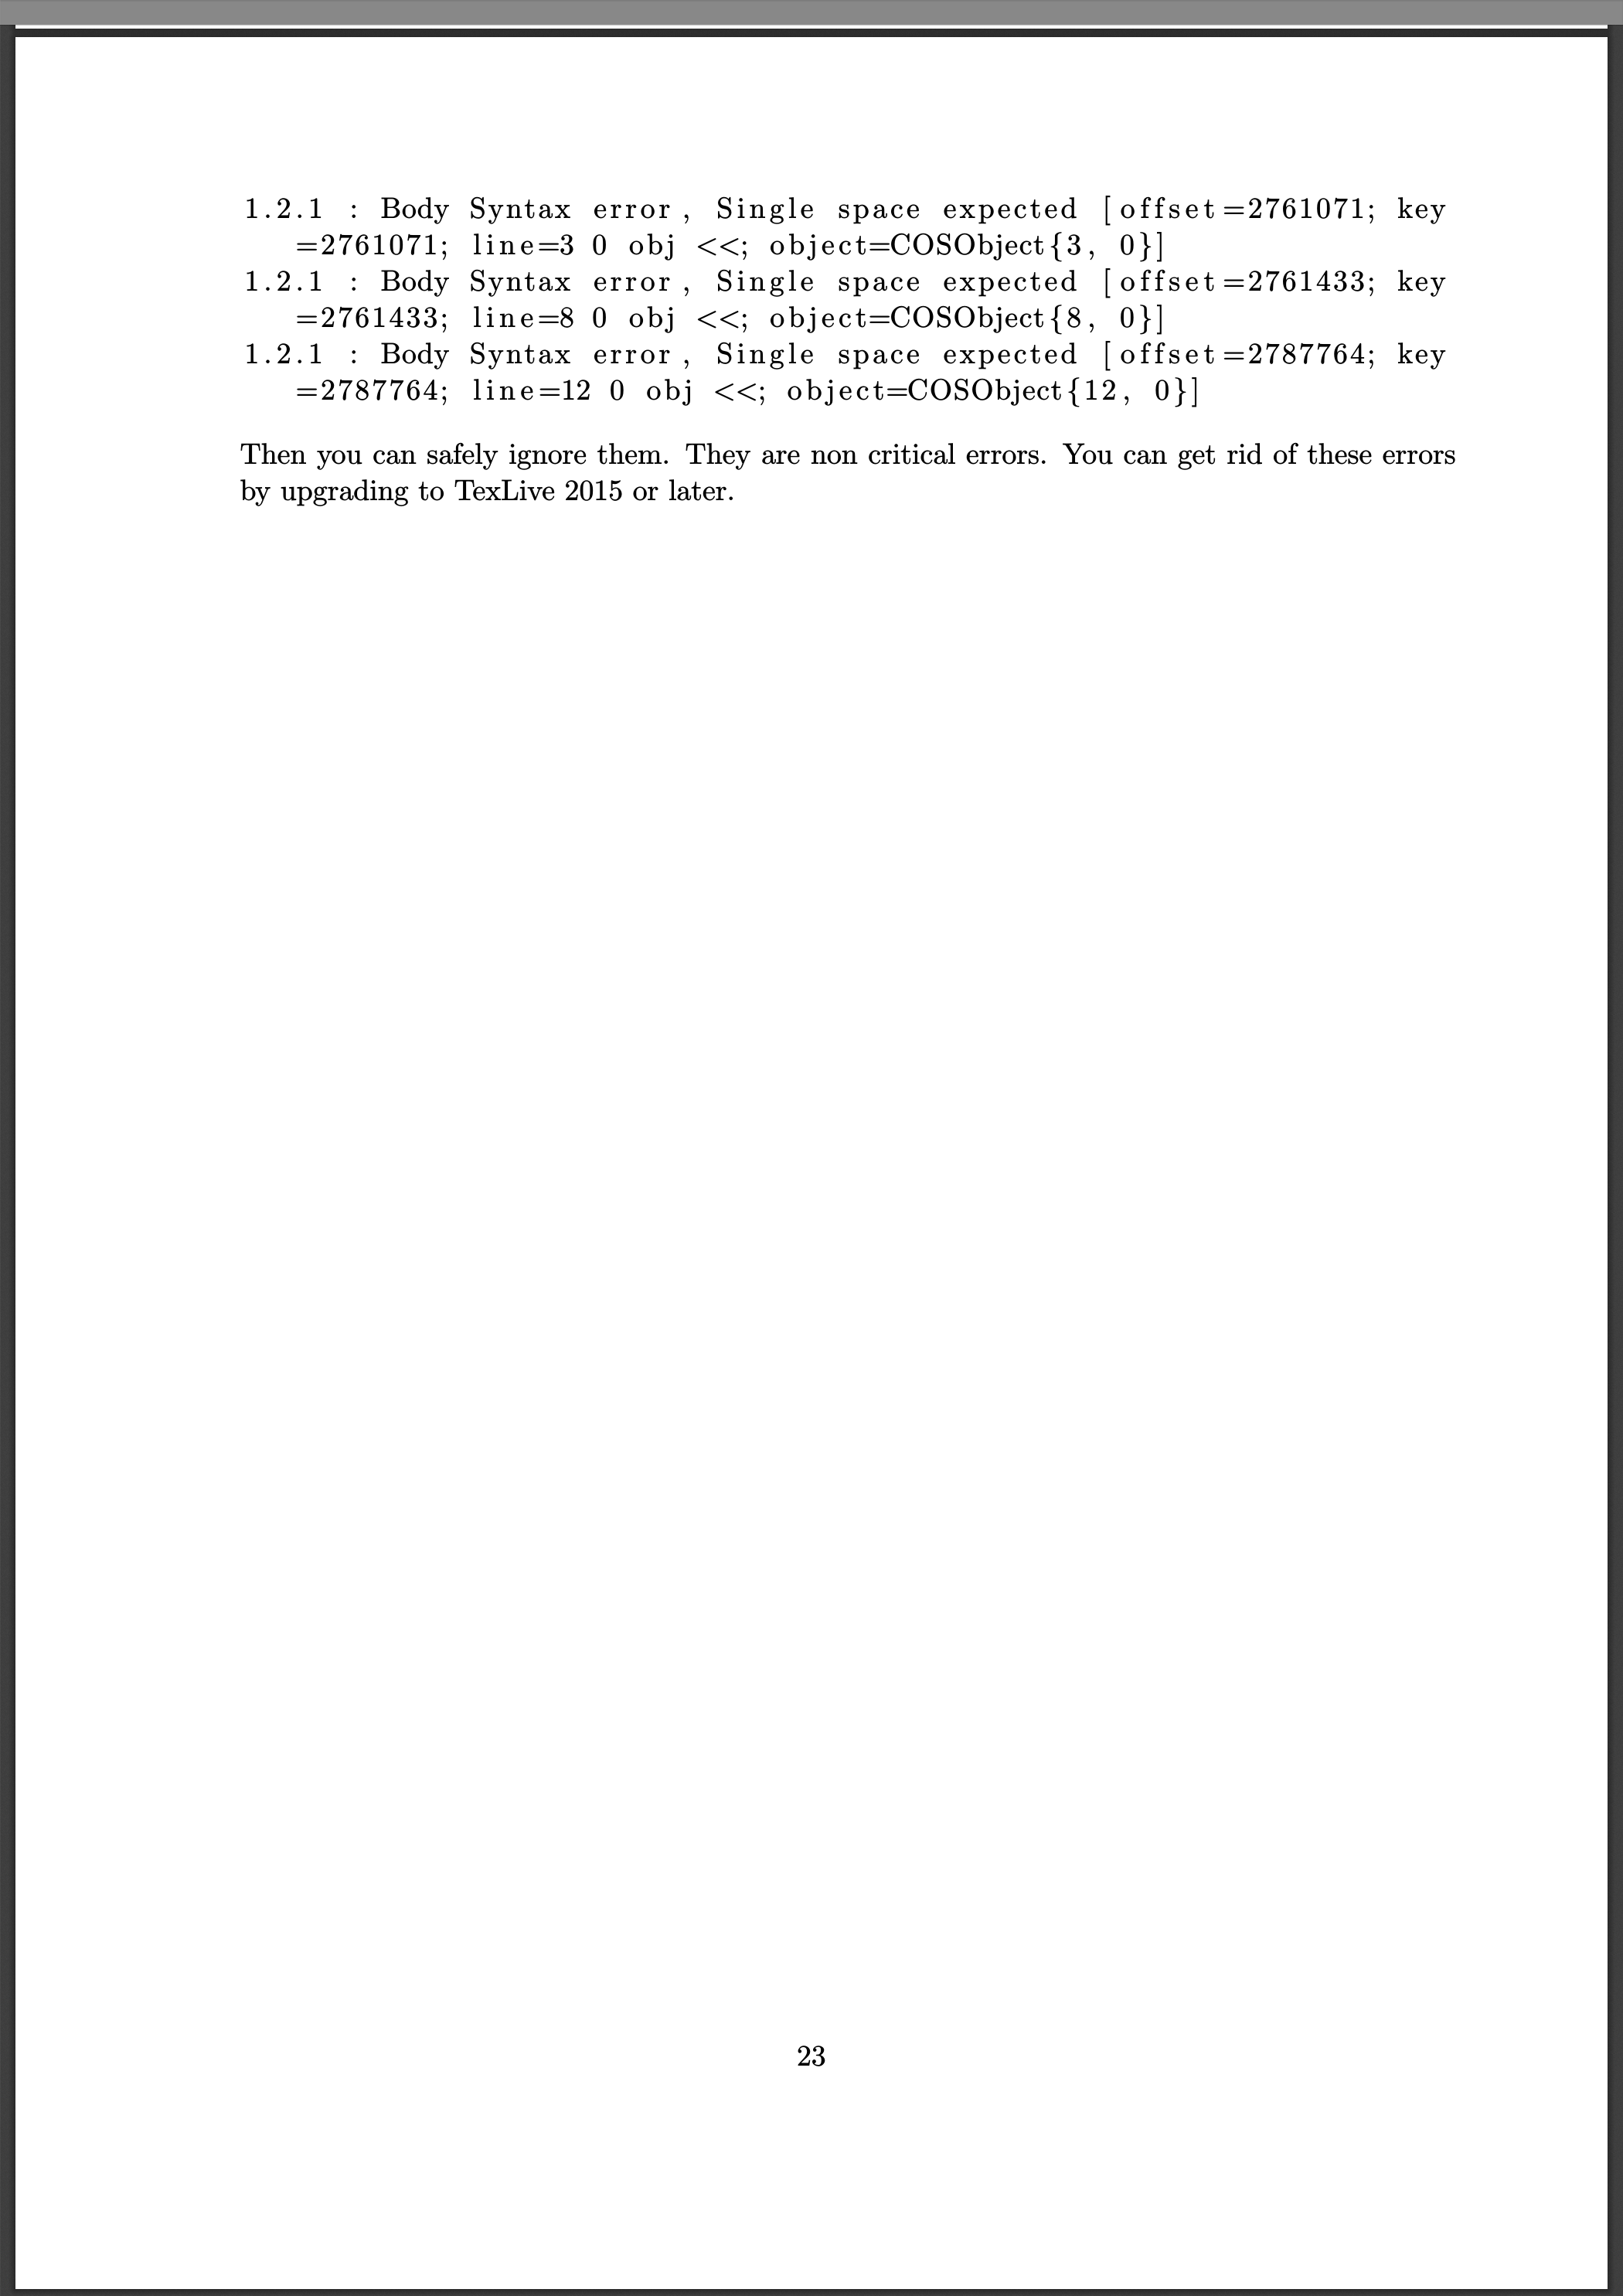 1.2.1 : Body Syntax error, Single space expected [offset=2761071; key
=2761071; line=3 0 obj <<; object=COSObject{3, 0}]
1.2.1 : Body Syntax error, Single space expected [offset=2761433; key
=2761433; line=8 0 obj <<; object=COSObject{8, 0}]
1.2.1 : Body Syntax error, Single space expected [offset=2787764; key
=2787764; line=12 0 obj <<; object=COSObject{12, 0}]
Then you can safely ignore them. They are non critical errors. You can get rid of these errors
by upgrading to TexLive 2015 or later.
23